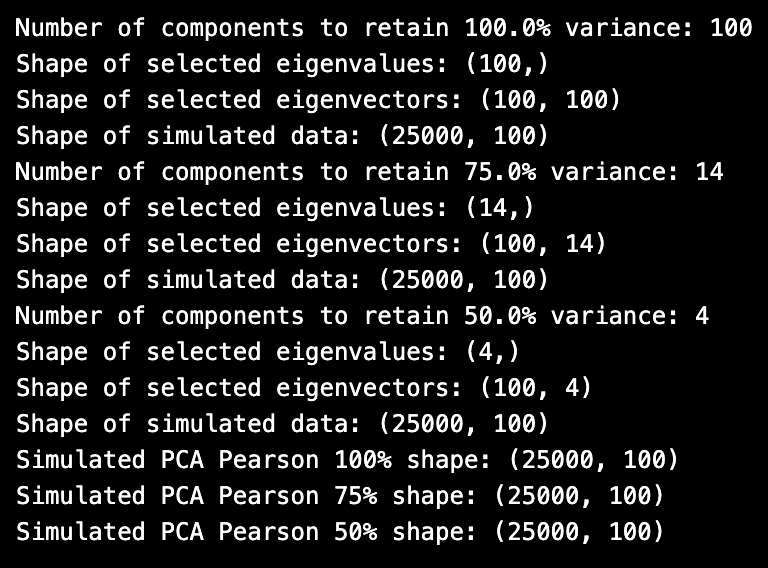 Number of components to retain 100.0% variance: 100
Shape of selected eigenvalues: (100,)
Shape of selected eigenvectors: (100, 100)
Shape of simulated data: (25000, 100)
Number of components to retain 75.0% variance: 14
Shape of selected eigenvalues: (14,)
Shape of selected eigenvectors: (100, 14)
Shape of simulated data: (25000, 100)
Number of components to retain 50.0% variance: 4
Shape of selected eigenvalues: (4,)
Shape of selected eigenvectors: (100, 4)
Shape of simulated data: (25000, 100)
Simulated PCA Pearson 100% shape: (25000, 100)
Simulated PCA Pearson 75% shape: (25000, 100)
Simulated PCA Pearson 50% shape: (25000, 100)